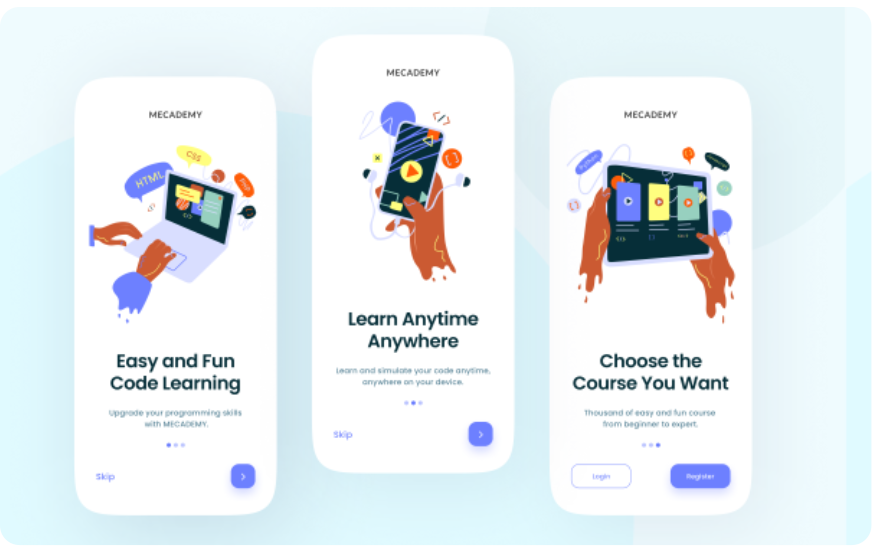 MECADEMY
CSS
HTML
PHP
</>
Easy and Fun
Code Learning
Upgrade your programming skills
with MECADEMY.
Skip
MECADEMY
</>
[ ]
Learn Anytime
Anywhere
Learn and simulate your code anytime,
anywhere on your device.
Skip
MECADEMY
Python
</>
Choose the
Course You Want
Thousand of easy and fun course
from beginner to expert.
Login
Register